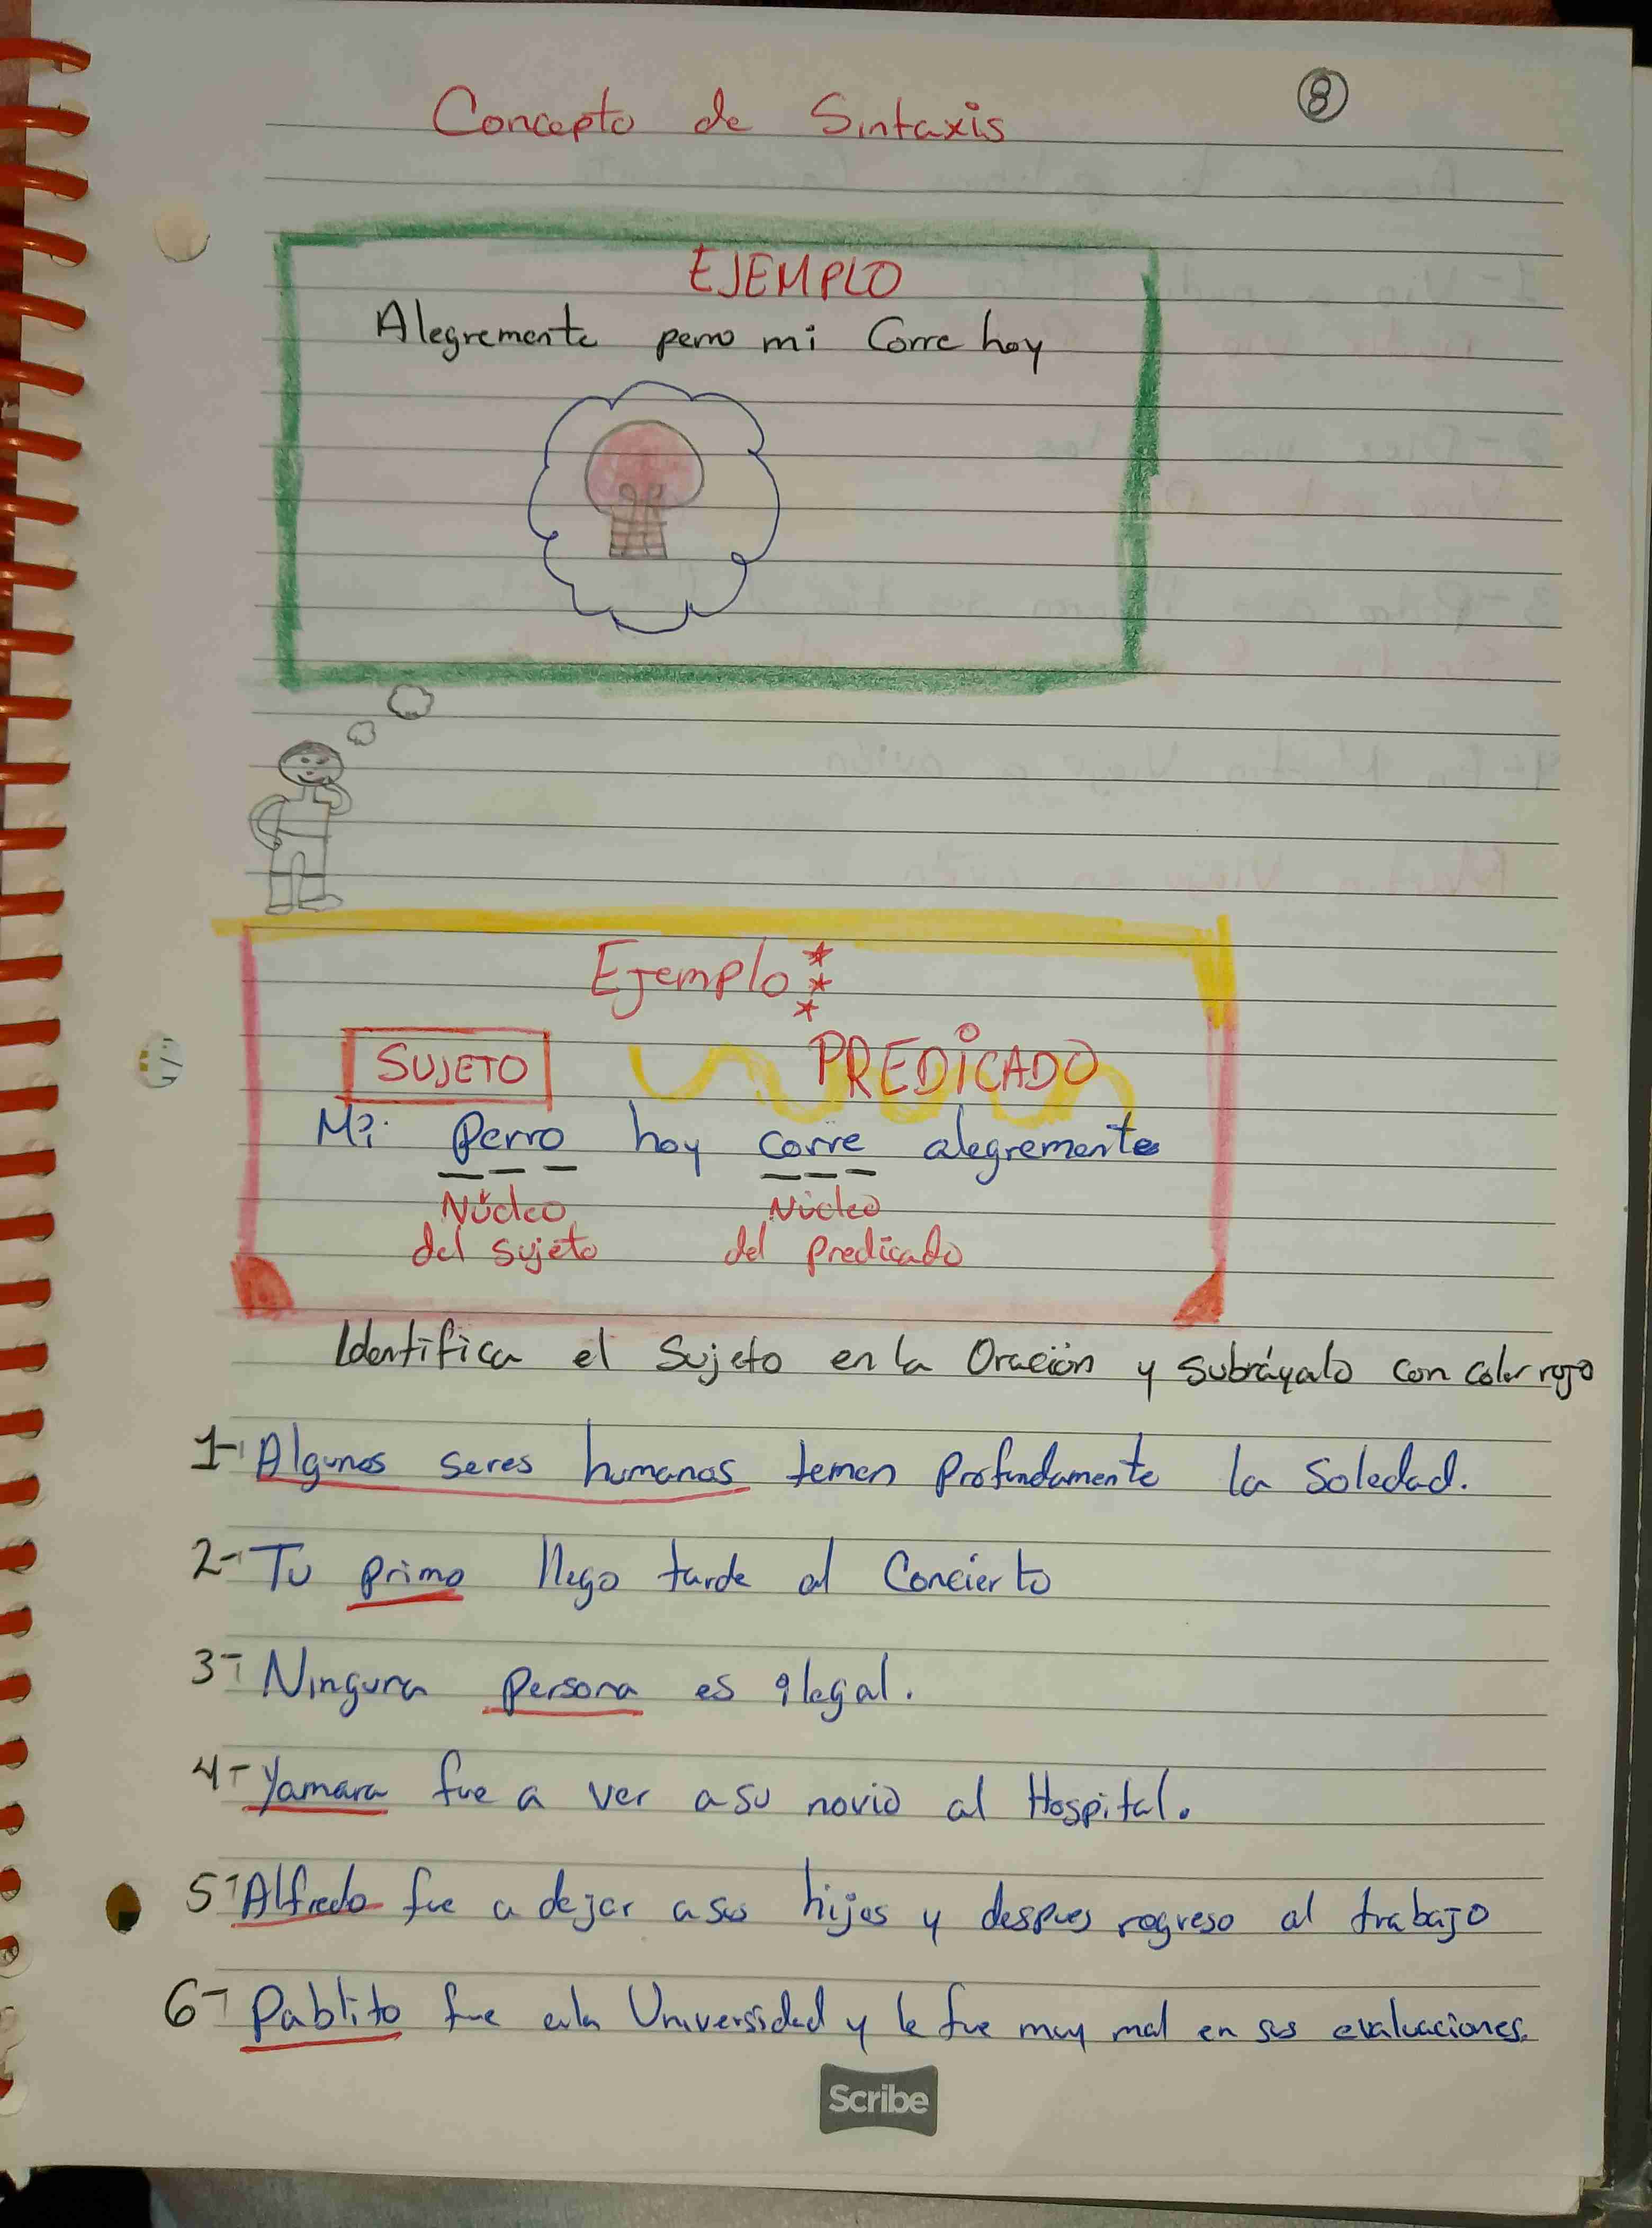 8
Concepto de Sintaxis
EJEMPLO
Alegremente perro mi Corre hoy
Ejemplo
SUJETO PREDiCADO
Mi Perro hoy corre alegremente
Núcleo Núcleo
del sujeto del predicado
Identifica el Sujeto en la Oración y subráyalo con color rojo
1- Algunos seres humanos temen profundamente la Soledad.
2- Tu primo llego tarde al Concierto
3- Ninguna persona es ilegal.
4- Yamara fue a ver a su novio al Hospital.
5- Alfredo fue a dejar a sus hijos y despues regreso al trabajo
6- Pablito fue a la Universidad y le fue muy mal en sus evaluaciones.
Scribe